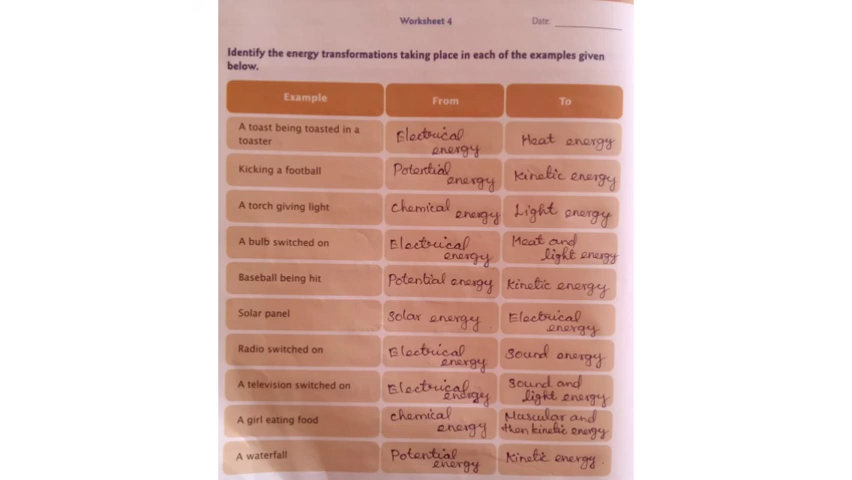 Worksheet 4 Date:
Identify the energy transformations taking place in each of the examples given
below.
Example From To
A toast being toasted in a
toaster
Electrical
energy
Heat energy
Kicking a football
Potential
energy
Kinetic energy
A torch giving light
Chemical
energy
Light energy
A bulb switched on
Electrical
energy
Heat and
light energy
Baseball being hit
Potential energy
Kinetic energy
Solar panel
Solar energy
Electrical
energy
Radio switched on
Electrical
energy
Sound energy
A television switched on
Electrical
energy
Sound and
light energy
A girl eating food
chemical
energy
Muscular and
then kinetic energy
A waterfall
Potential
energy
Kinetic energy.